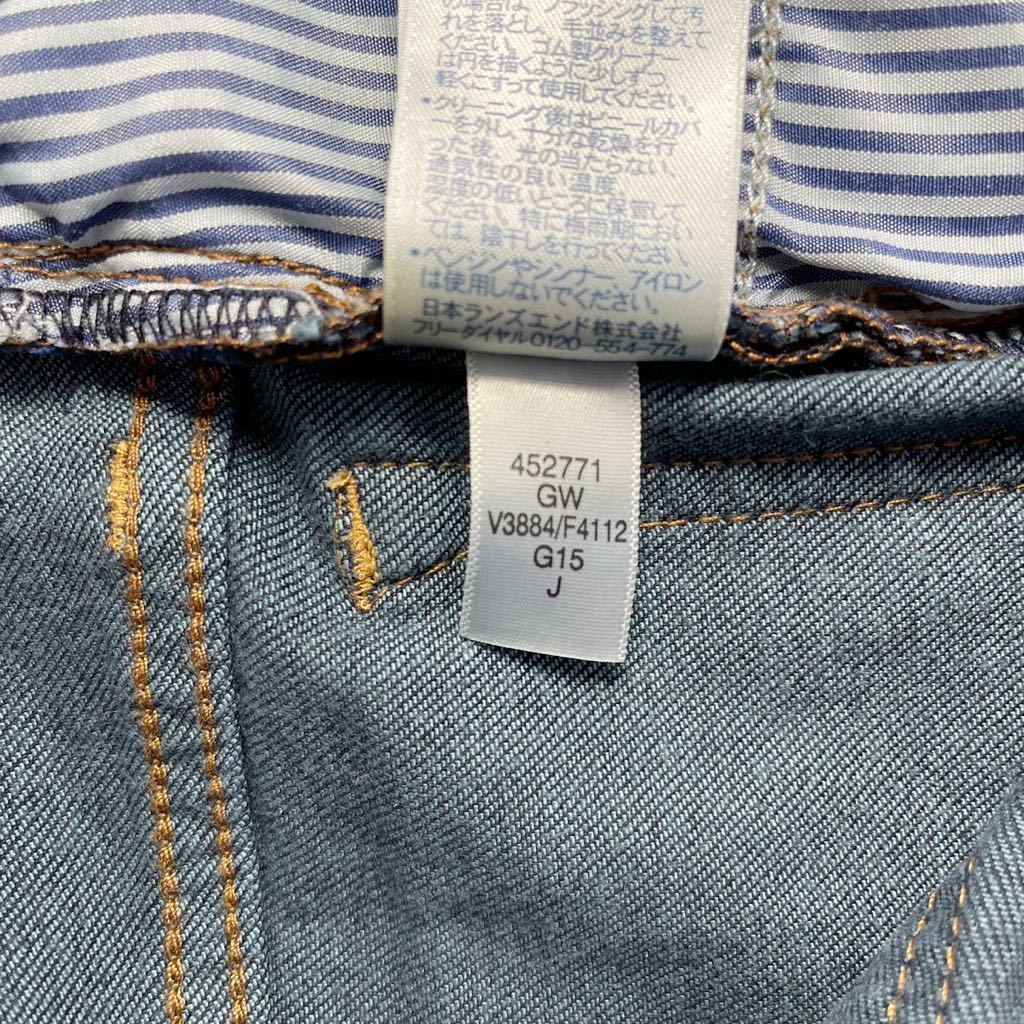 の場合は、ブラッシングして汚
れを落とし、毛並みを整えて
ください。ゴム製クリーナー
は円を描くように少しずつ
軽くこすって使用してください。
•クリーニング後はビニールカバ
ーを外し、十分な乾燥を行
った後、光の当たらない、
通気性の良い、温度
湿度の低いところに保管して
ください。特に梅雨期におい
ては、陰干しを行ってください。
•ベンジンやシンナー、アイロン
は使用しないでください。
日本ランズエンド株式会社
フリーダイヤル0120-554-774
452771
GW
V3884/F4112
G15
J